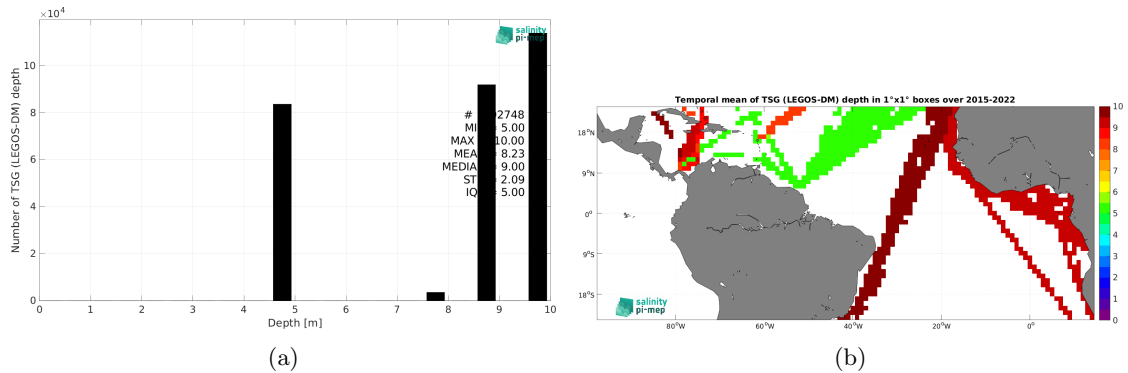 ×10⁴
salinity
pi-mep
10
8
6
4
2
0
Number of TSG (LEGOS-DM) depth
2748
= 5.00
MAX 10.00
8.23
MEDIA 9.00
2.09
5.00
0 1 2 3 4 5 6 7 8 9 10
Depth [m]
(a)
Temporal mean of TSG (LEGOS-DM) depth in 1°x1° boxes over 2015-2022
18°N
9°N
0°
9°S
18°S
80°W 60°W 40°W 20°W 0°
10
9
8
7
6
5
4
3
2
1
0
salinity
pi-mep
(b)